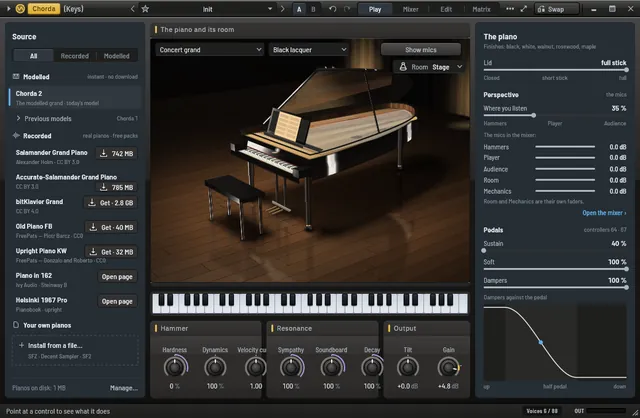 Chorda (Keys)
Init
A B
Play Mixer Edit Matrix
Swap
Source
All Recorded Modelled
Modelled instant · no download
Chorda 2
The modelled grand · today's model
Previous models Chorda 1
Recorded real pianos · free packs
Salamander Grand Piano
Alexander Holm · CC BY 3.0
742 MB
Accurate-Salamander Grand Piano
CC BY 3.0
765 MB
bitKlavier Grand
CC BY 4.0
Get · 2.8 GB
Old Piano FB
Get · 40 MB
Upright Piano KW
FreePats — Gonzalo and Roberto · CC0
Get · 32 MB
Piano in 162
Ivy Audio · Steinway B
Open page
Helsinki 1967 Pro
Pianobook · upright
Open page
Your own pianos
+ Install from a file...
SFZ · Decent Sampler · SF2
Pianos on disk: 1 MB Manage...
The piano and its room
Concert grand
Black lacquer
Show mics
Room Stage
Hammer
Hardness Dynamics Velocity cu
0 % 100 % 1.00
Resonance
Sympathy Soundboard Decay
100 % 100 % 100 %
Output
Tilt Gain
+0.0 dB +4.8 dB
The piano
Finishes: black, white, walnut, rosewood, maple
Lid full stick
Closed short stick full
Perspective the mics
Where you listen 35 %
Hammers Player Audience
The mics in the mixer:
Hammers 0.0 dB
Player 0.0 dB
Audience 0.0 dB
Room 0.0 dB
Mechanics 0.0 dB
Room and Mechanics are their own faders.
Open the mixer ›
Pedals controllers 64 · 67
Sustain 40 %
Soft 100 %
Dampers 100 %
Dampers against the pedal
up half pedal down
Point at a control to see what it does
Voices 0 / 80 OUT